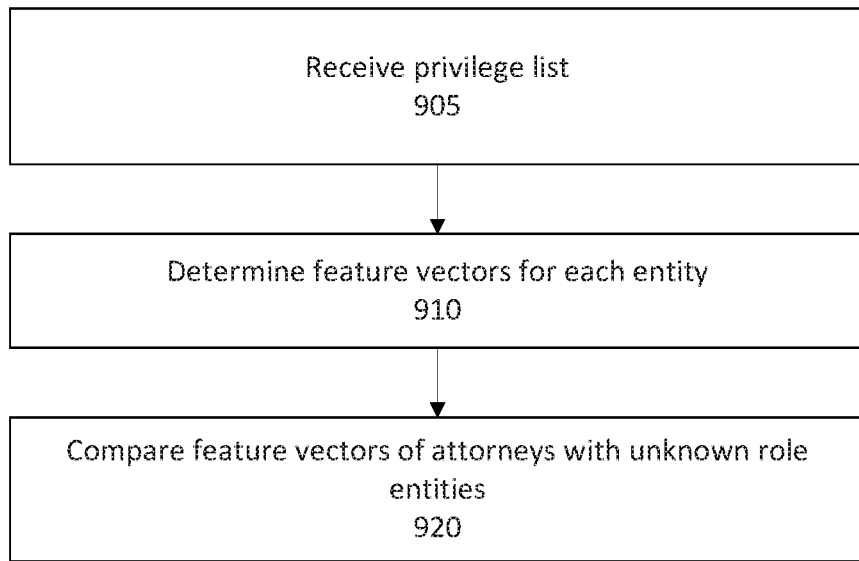 Receive privilege list
905
Determine feature vectors for each entity
910
Compare feature vectors of attorneys with unknown role
entities
920